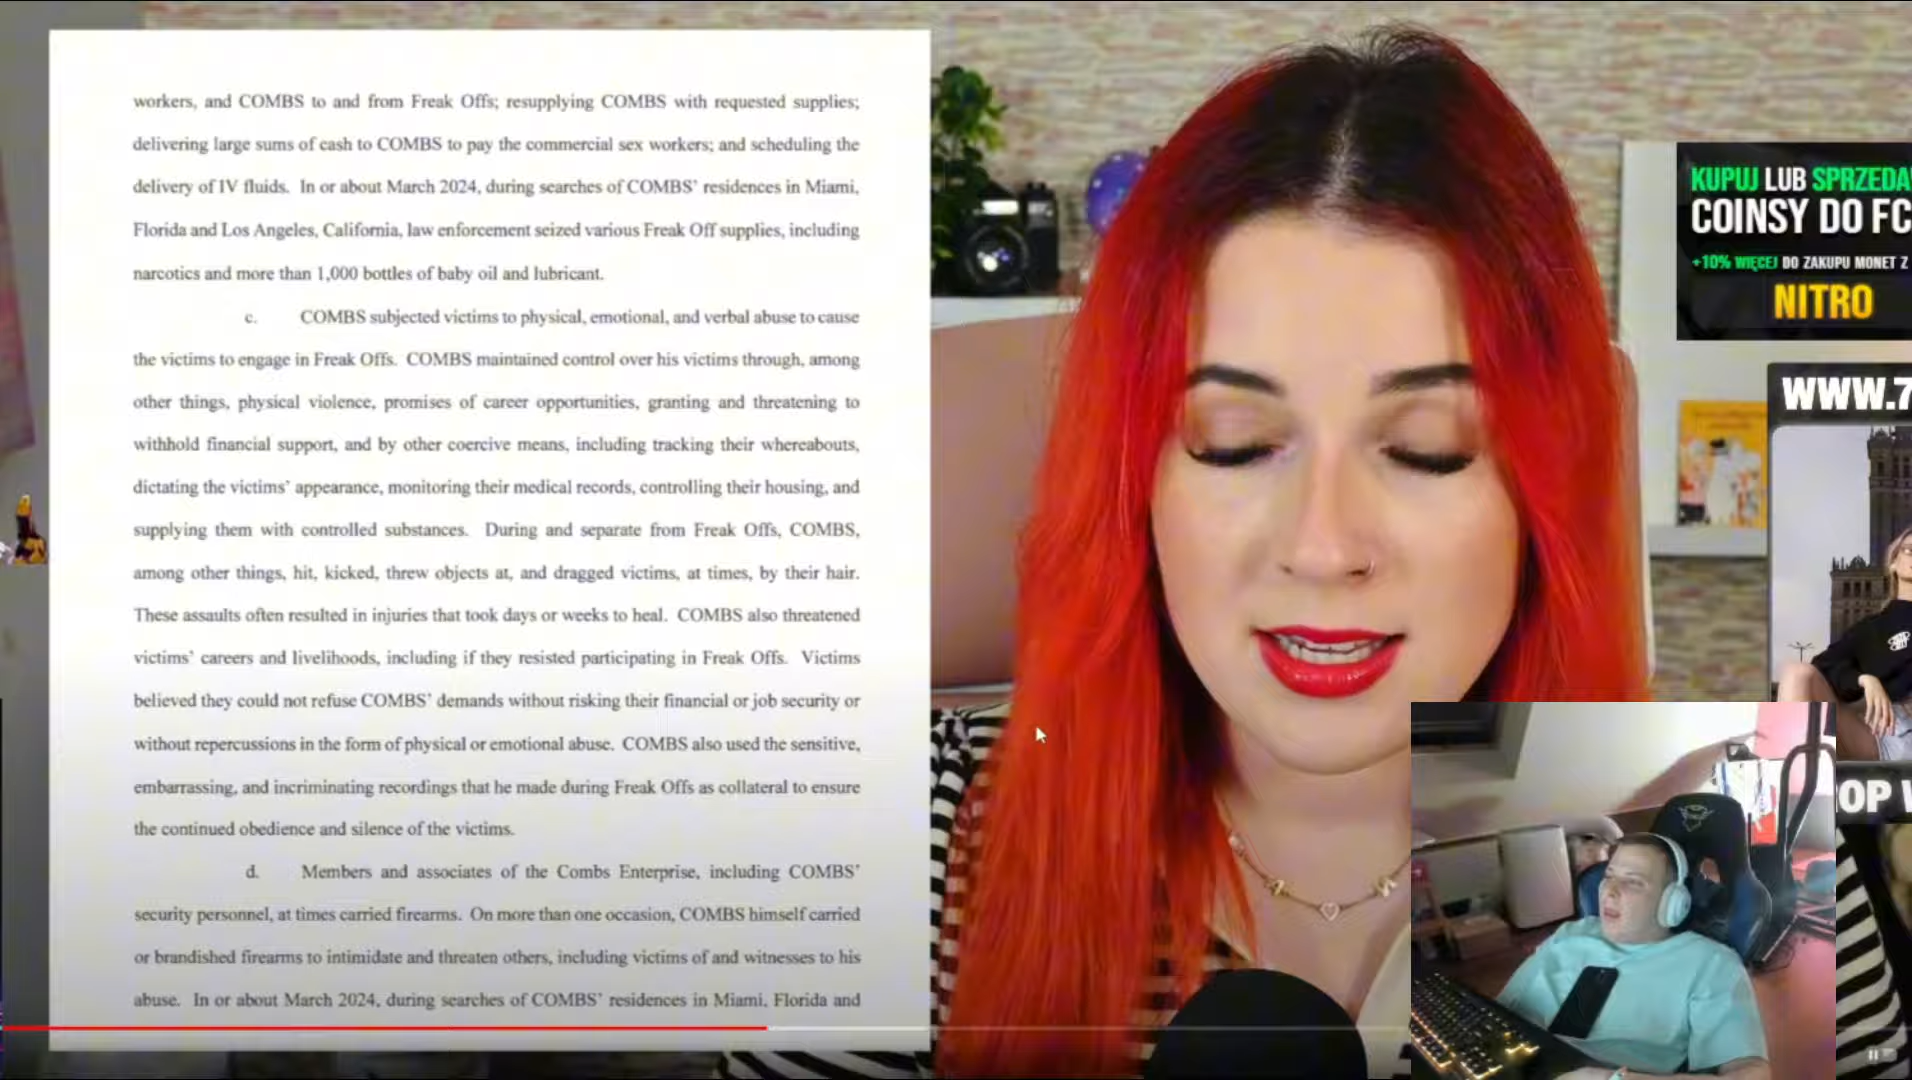 workers, and COMBS to and from Freak Offs; resupplying COMBS with requested supplies;
delivering large sums of cash to COMBS to pay the commercial sex workers; and scheduling the
delivery of IV fluids. In or about March 2024, during searches of COMBS' residences in Miami,
Florida and Los Angeles, California, law enforcement seized various Freak Off supplies, including
narcotics and more than 1,000 bottles of baby oil and lubricant.
c. COMBS subjected victims to physical, emotional, and verbal abuse to cause
the victims to engage in Freak Offs. COMBS maintained control over his victims through, among
other things, physical violence, promises of career opportunities, granting and threatening to
withhold financial support, and by other coercive means, including tracking their whereabouts,
dictating the victims' appearance, monitoring their medical records, controlling their housing, and
supplying them with controlled substances. During and separate from Freak Offs, COMBS,
among other things, hit, kicked, threw objects at, and dragged victims, at times, by their hair.
These assaults often resulted in injuries that took days or weeks to heal. COMBS also threatened
victims' careers and livelihoods, including if they resisted participating in Freak Offs. Victims
believed they could not refuse COMBS' demands without risking their financial or job security or
without repercussions in the form of physical or emotional abuse. COMBS also used the sensitive,
embarrassing, and incriminating recordings that he made during Freak Offs as collateral to ensure
the continued obedience and silence of the victims.
d. Members and associates of the Combs Enterprise, including COMBS'
security personnel, at times carried firearms. On more than one occasion, COMBS himself carried
or brandished firearms to intimidate and threaten others, including victims of and witnesses to his
abuse. In or about March 2024, during searches of COMBS' residences in Miami, Florida and
KUPUJ LUB SPRZEDA
COINSY DO FC
+10% WIĘCEJ DO ZAKUPU MONET Z
NITRO
WWW.7
OP W